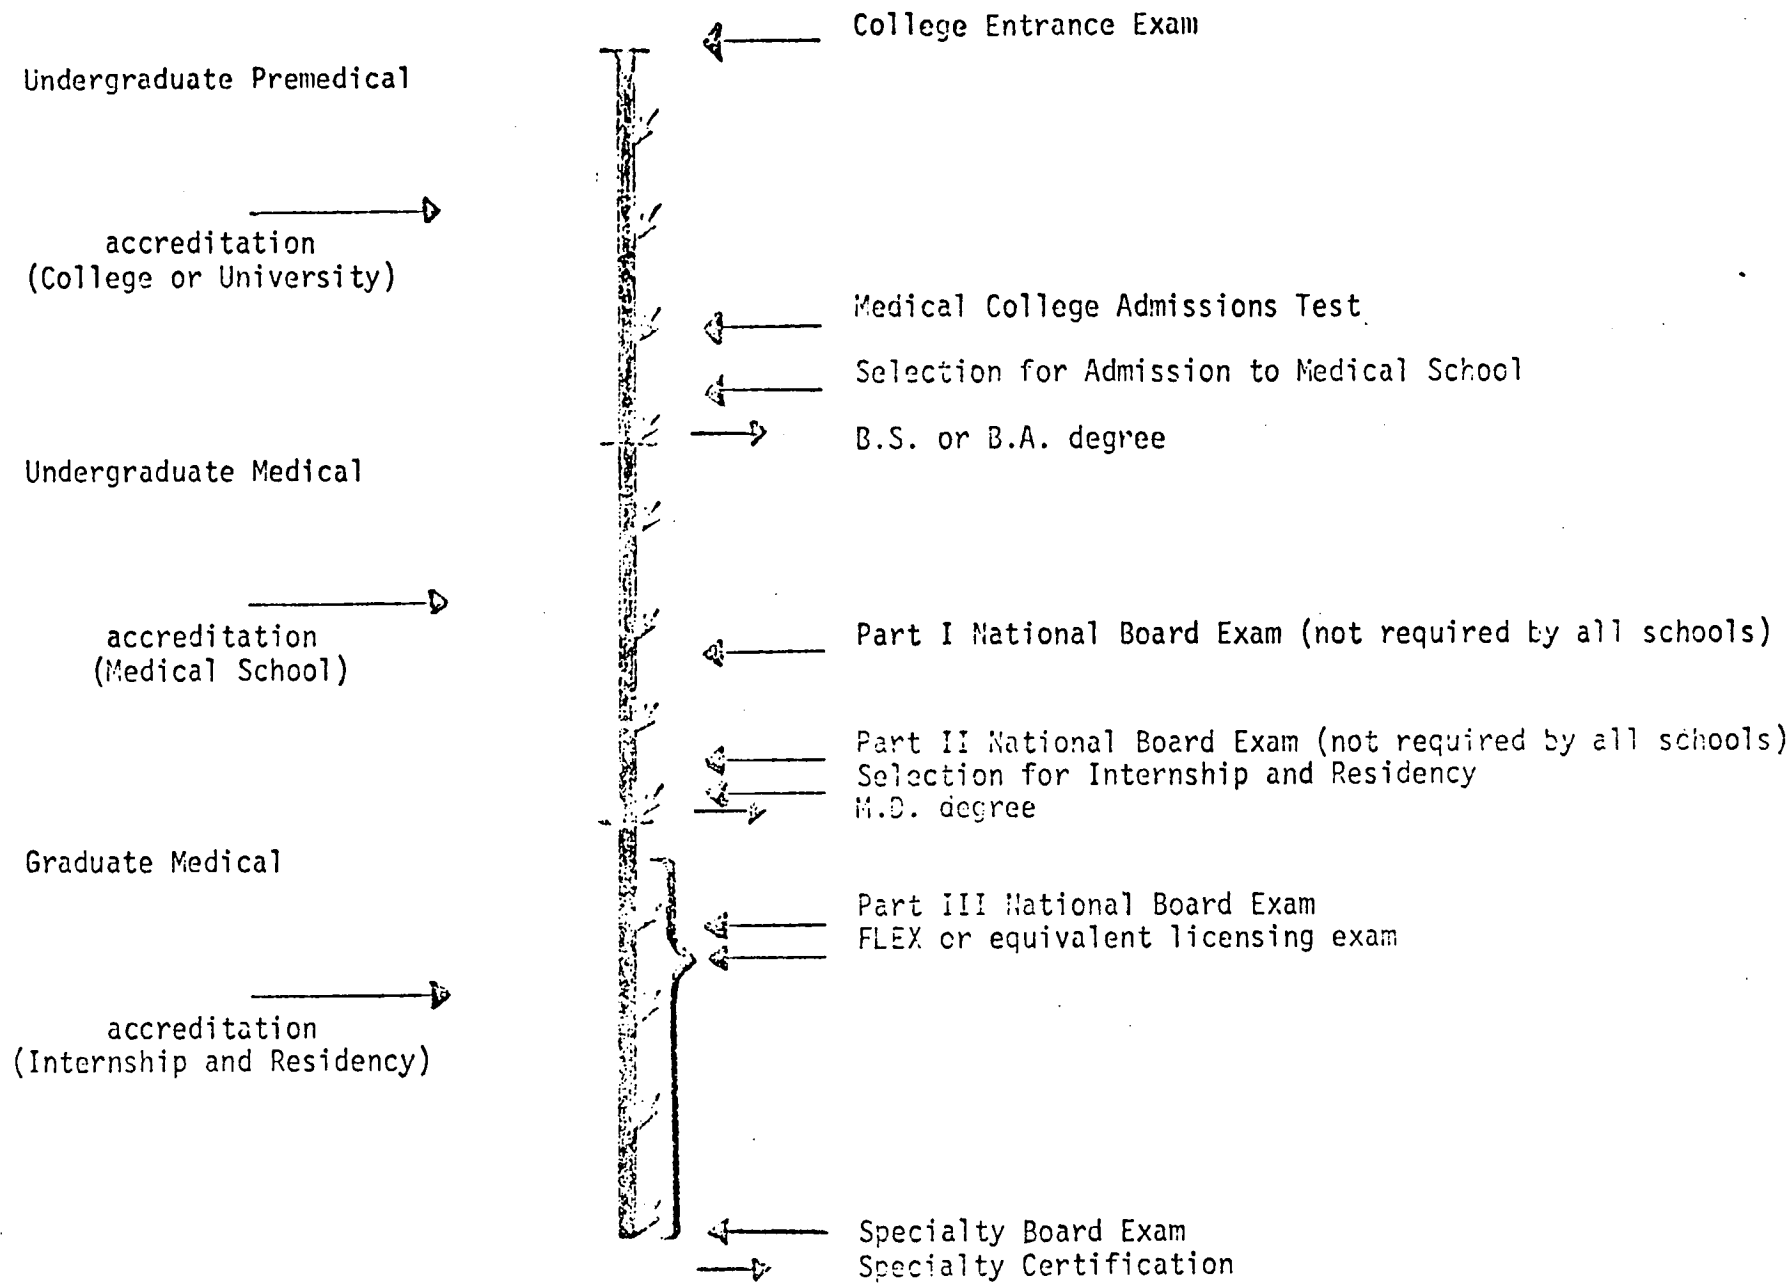 College Entrance Exam
Undergraduate Premedical
accreditation
(College or University)
Medical College Admissions Test
Selection for Admission to Medical School
B.S. or B.A. degree
Undergraduate Medical
accreditation
(Medical School)
Part I National Board Exam (not required by all schools)
Part II National Board Exam (not required by all schools)
Selection for Internship and Residency
M.D. degree
Graduate Medical
Part III National Board Exam
FLEX or equivalent licensing exam
accreditation
(Internship and Residency)
Specialty Board Exam
Specialty Certification